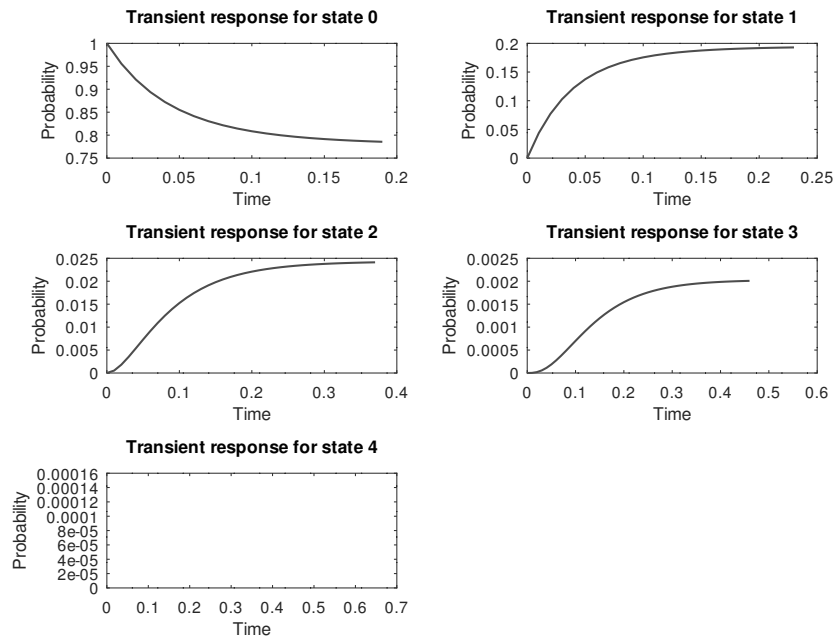 Transient response for state 0
Probability
1
0.95
0.9
0.85
0.8
0.75
0 0.05 0.1 0.15 0.2
Time
Transient response for state 1
Probability
0.2
0.15
0.1
0.05
0
0 0.05 0.1 0.15 0.2 0.25
Time
Transient response for state 2
Probability
0.025
0.02
0.015
0.01
0.005
0
0 0.1 0.2 0.3 0.4
Time
Transient response for state 3
Probability
0.0025
0.002
0.0015
0.001
0.0005
0
0 0.1 0.2 0.3 0.4 0.5 0.6
Time
Transient response for state 4
Probability
0.00016
0.00014
0.00012
0.0001
8e-05
6e-05
4e-05
2e-05
0
0 0.1 0.2 0.3 0.4 0.5 0.6 0.7
Time